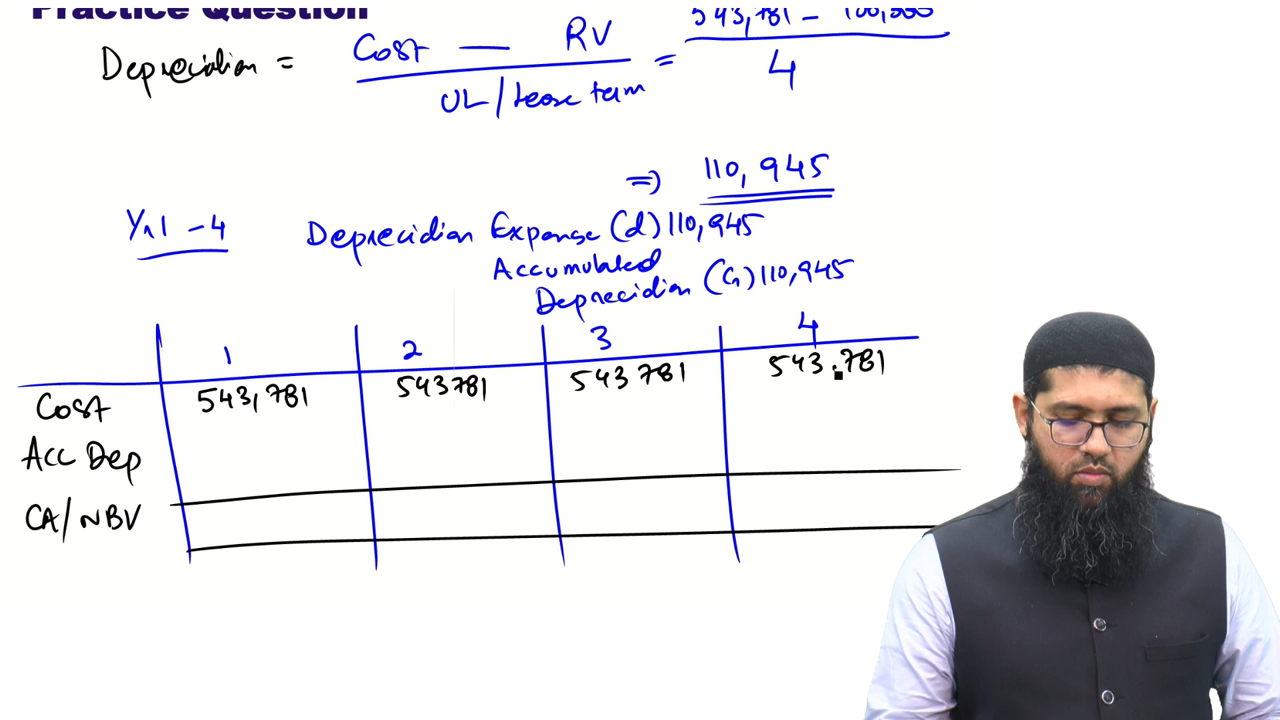 Practice Question
Depreciation = Cost — RV / UL/Lease term = 543,781 – 100,000 / 4
=) 110,945
Yr 1 – 4 Depreciation Expense (d) 110,945
Accumulated
Depreciation (Cr) 110,945
1 2 3 4
Cost 543,781 543781 543781 543,781
Acc Dep
CA/NBV